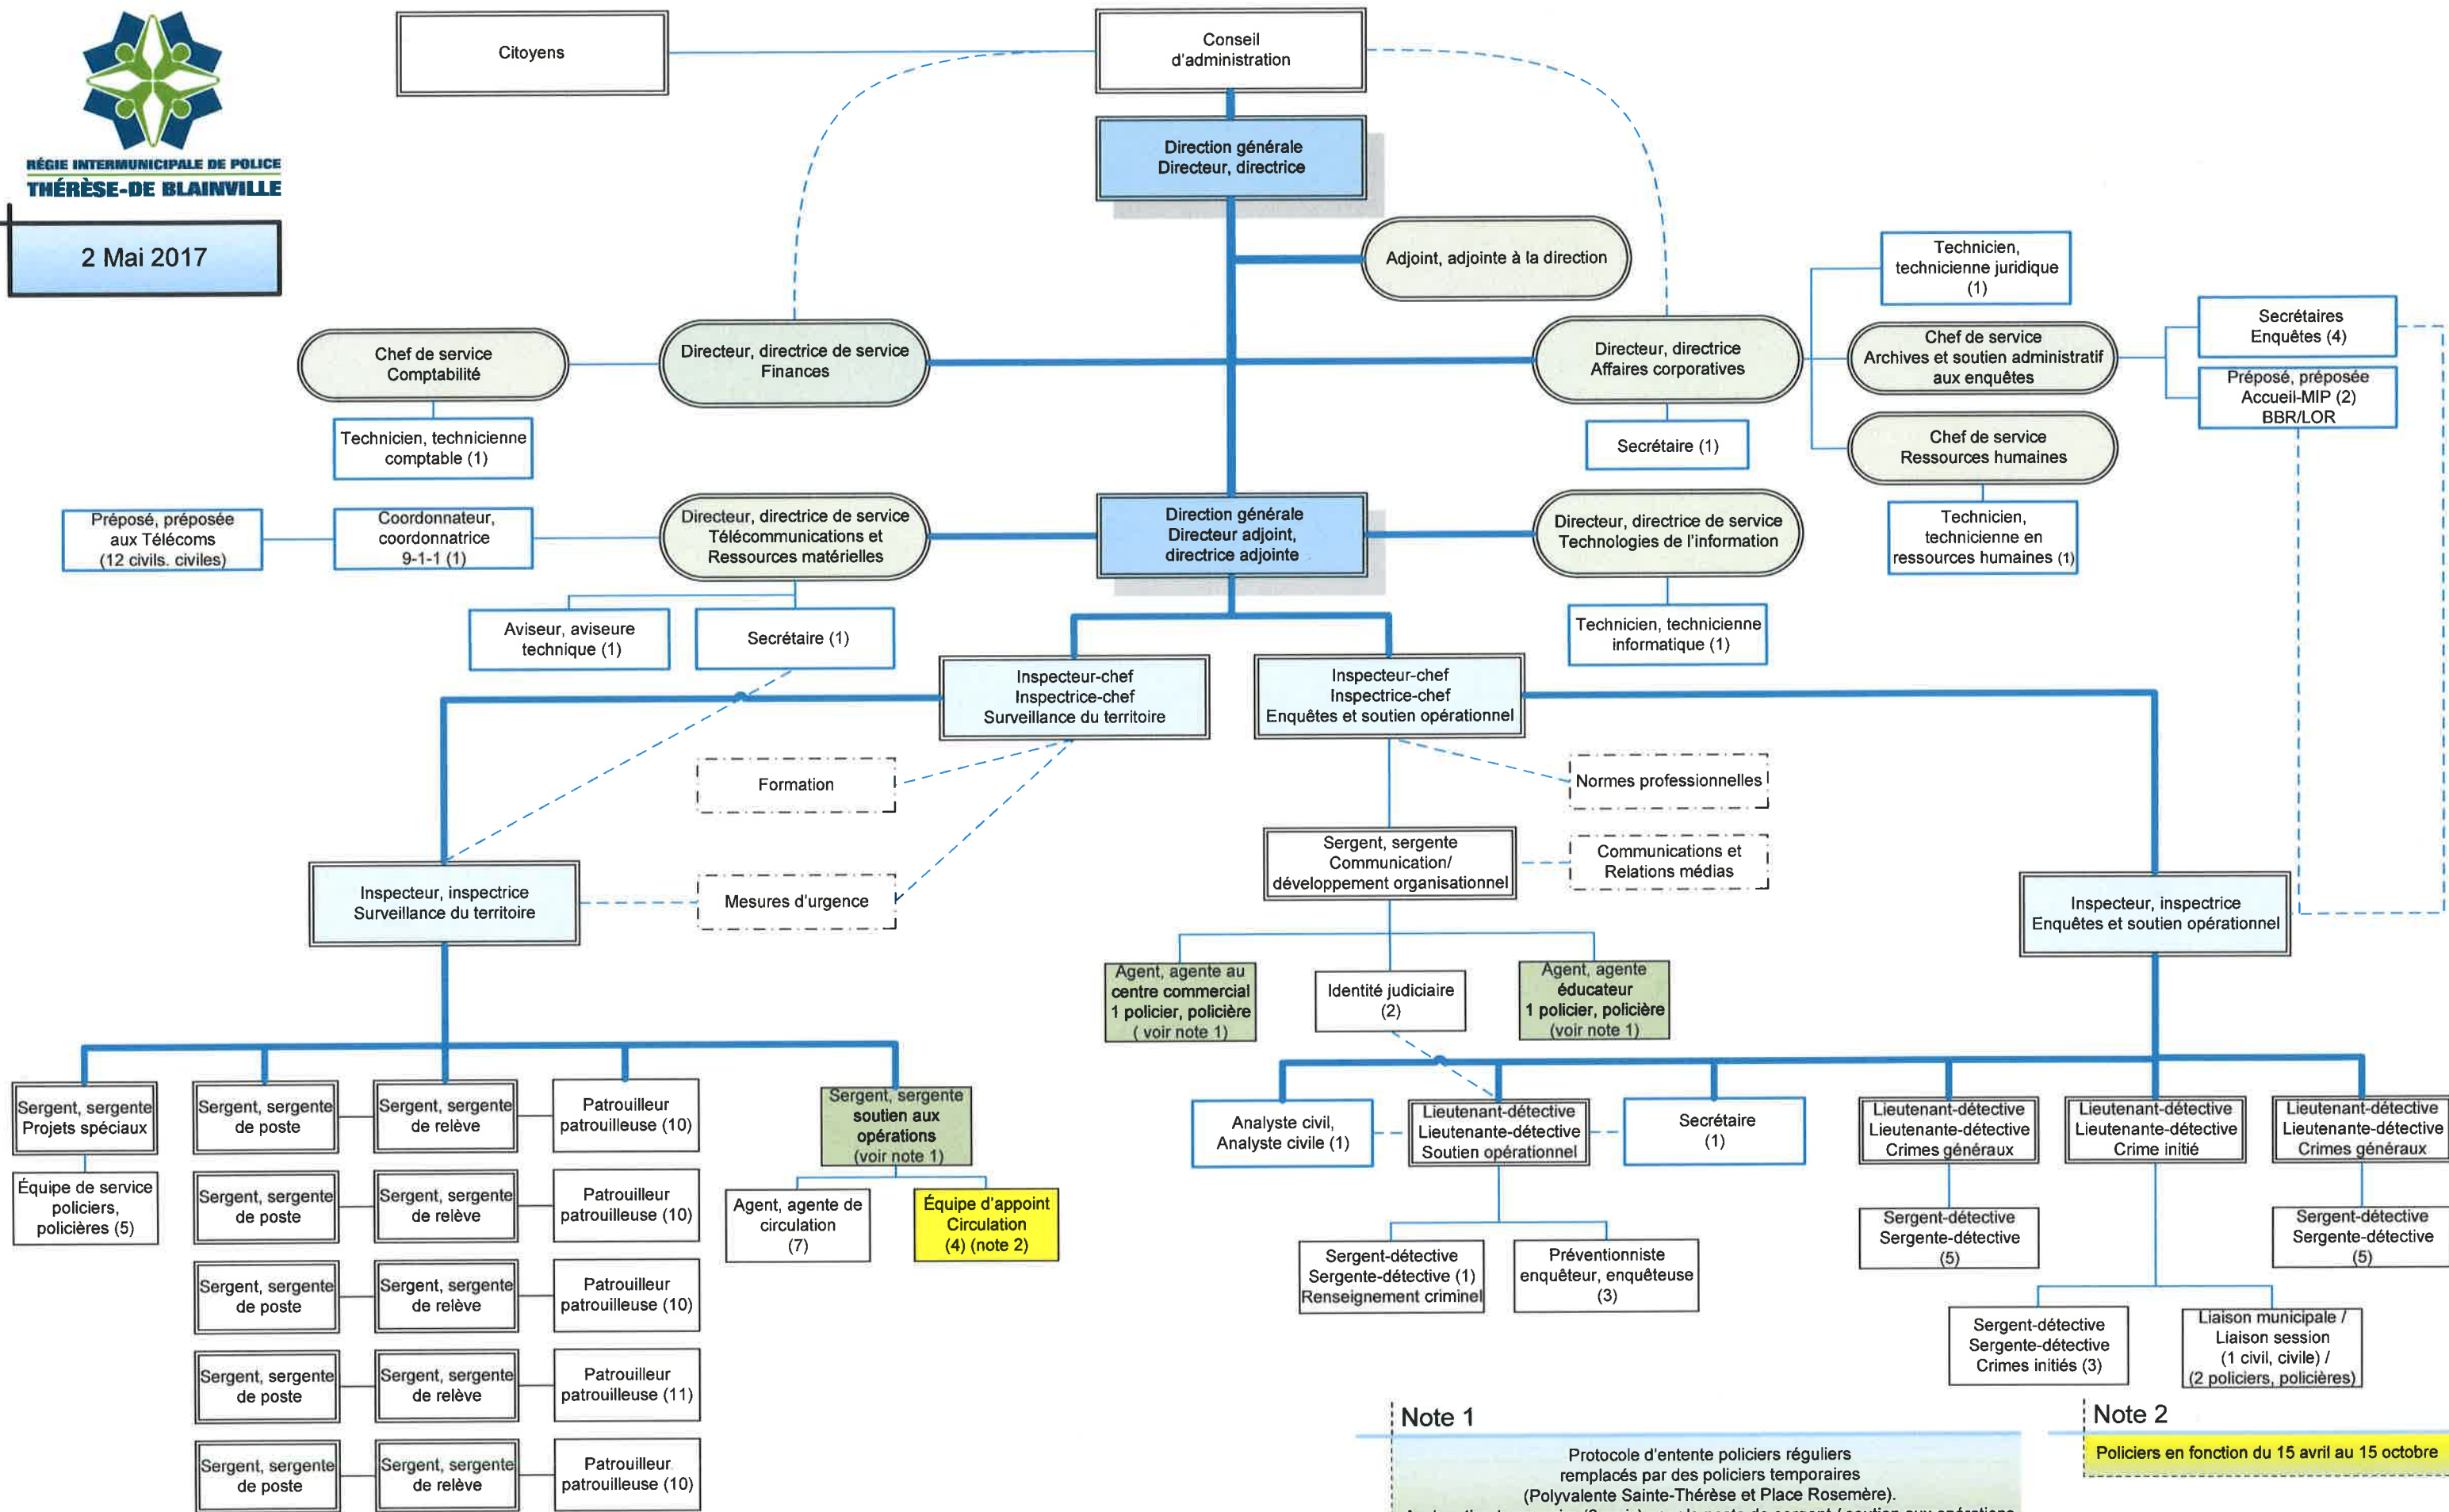 RÉGIE INTERMUNICIPALE DE POLICE
THÉRÈSE-DE BLAINVILLE
2 Mai 2017
Citoyens
Conseil
d'administration
Direction générale
Directeur, directrice
Adjoint, adjointe à la direction
Chef de service
Comptabilité
Technicien, technicienne
comptable (1)
Directeur, directrice de service
Finances
Directeur, directrice
Affaires corporatives
Secrétaire (1)
Technicien,
technicienne juridique
(1)
Chef de service
Archives et soutien administratif
aux enquêtes
Secrétaires
Enquêtes (4)
Préposé, préposée
Accueil-MIP (2)
BBR/LOR
Chef de service
Ressources humaines
Technicien,
technicienne en
ressources humaines (1)
Préposé, préposée
aux Télécoms
(12 civils. civiles)
Coordonnateur,
coordonnatrice
9-1-1 (1)
Directeur, directrice de service
Télécommunications et
Ressources matérielles
Direction générale
Directeur adjoint,
directrice adjointe
Directeur, directrice de service
Technologies de l'information
Aviseur, aviseure
technique (1)
Secrétaire (1)
Technicien, technicienne
informatique (1)
Inspecteur-chef
Inspectrice-chef
Surveillance du territoire
Inspecteur-chef
Inspectrice-chef
Enquêtes et soutien opérationnel
Formation
Normes professionnelles
Sergent, sergente
Communication/
développement organisationnel
Communications et
Relations médias
Inspecteur, inspectrice
Surveillance du territoire
Mesures d'urgence
Inspecteur, inspectrice
Enquêtes et soutien opérationnel
Agent, agente au
centre commercial
1 policier, policière
( voir note 1)
Identité judiciaire
(2)
Agent, agente
éducateur
1 policier, policière
(voir note 1)
Sergent, sergente
Projets spéciaux
Équipe de service
policiers,
policières (5)
Sergent, sergente
de poste
Sergent, sergente
de relève
Patrouilleur
patrouilleuse (10)
Sergent, sergente
de poste
Sergent, sergente
de relève
Patrouilleur
patrouilleuse (10)
Sergent, sergente
de poste
Sergent, sergente
de relève
Patrouilleur
patrouilleuse (10)
Sergent, sergente
de poste
Sergent, sergente
de relève
Patrouilleur
patrouilleuse (11)
Sergent, sergente
de poste
Sergent, sergente
de relève
Patrouilleur
patrouilleuse (10)
Sergent, sergente
soutien aux
opérations
(voir note 1)
Agent, agente de
circulation
(7)
Équipe d'appoint
Circulation
(4) (note 2)
Analyste civil,
Analyste civile (1)
Lieutenant-détective
Lieutenante-détective
Soutien opérationnel
Secrétaire
(1)
Sergent-détective
Sergente-détective (1)
Renseignement criminel
Préventionniste
enquêteur, enquêteuse
(3)
Lieutenant-détective
Lieutenante-détective
Crimes généraux
Sergent-détective
Sergente-détective
(5)
Lieutenant-détective
Lieutenante-détective
Crime initié
Sergent-détective
Sergente-détective
Crimes initiés (3)
Liaison municipale /
Liaison session
(1 civil, civile) /
(2 policiers, policières)
Lieutenant-détective
Lieutenante-détective
Crimes généraux
Sergent-détective
Sergente-détective
(5)
Note 1
Protocole d'entente policiers réguliers
remplacés par des policiers temporaires
(Polyvalente Sainte-Thérèse et Place Rosemère).
Note 2
Policiers en fonction du 15 avril au 15 octobre